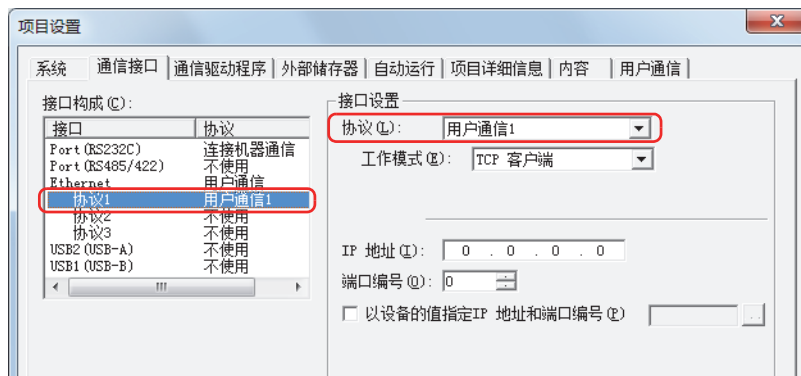 项目设置
系统 通信接口 通信驱动程序 外部储存器 自动运行 项目详细信息 内容 用户通信
接口构成(C):
接口 协议
Port(RS232C) 连接机器通信
Port(RS485/422) 不使用
Ethernet 用户通信
协议1 用户通信1
协议2 不使用
协议3 不使用
USB2(USB-A) 不使用
USB1(USB-B) 不使用
接口设置
协议(L): 用户通信1
工作模式(E): TCP 客户端
IP 地址(I): 0 . 0 . 0 . 0
端口编号(O): 0
以设备的值指定IP 地址和端口编号(P) ..